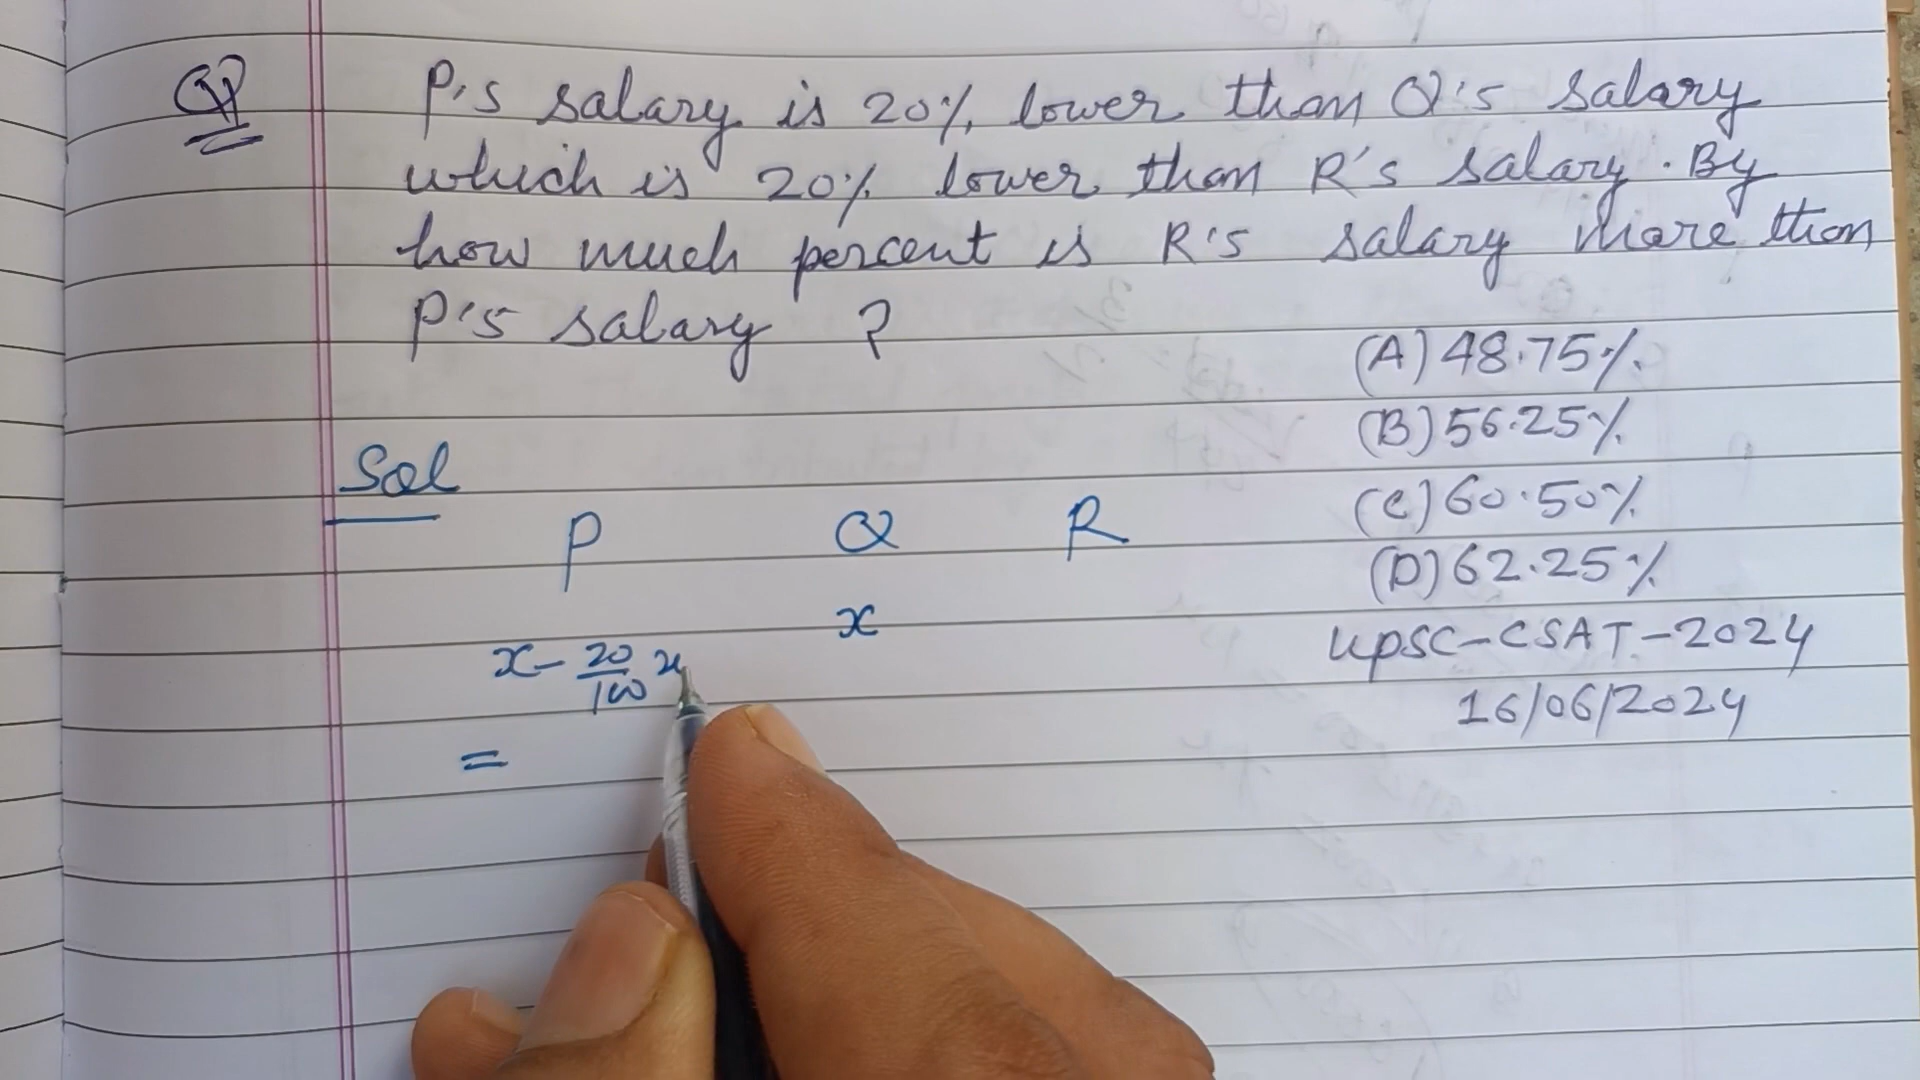 Q
P's salary is 20% lower than Q's salary
which is 20% lower than R's salary. By
how much percent is R's salary more than
P's salary ?
(A) 48.75%
(B) 56.25%
(C) 60.50%
(D) 62.25%
UPSC-CSAT-2024
16/06/2024
Sol
P Q R
x
x - 20/100 x
=